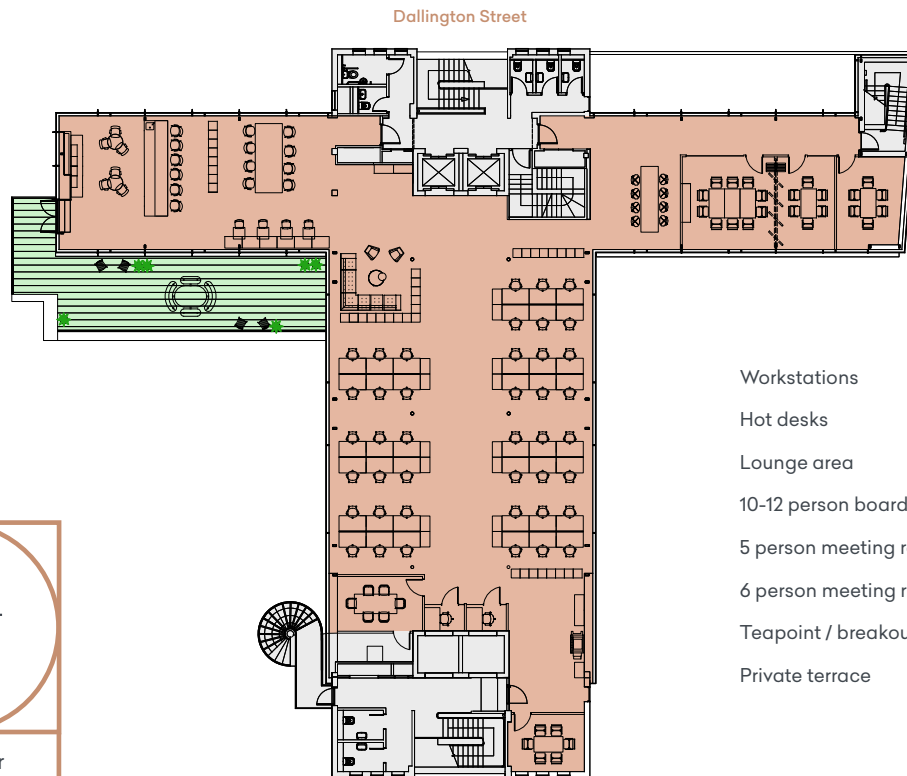 Dallington Street
Workstations
Hot desks
Lounge area
10-12 person board
5 person meeting r
6 person meeting r
Teapoint / breakou
Private terrace
r